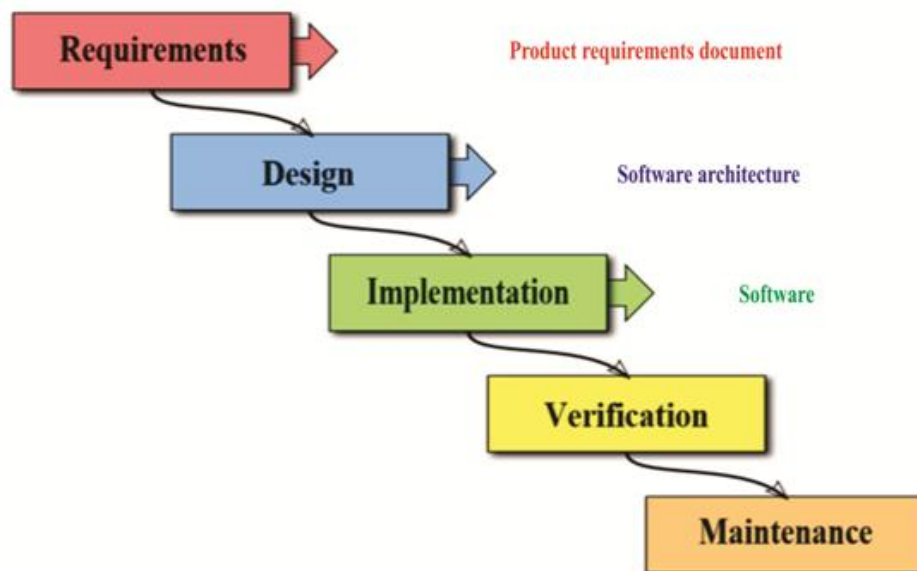 Requirements
Product requirements document
Design
Software architecture
Implementation
Software
Verification
Maintenance